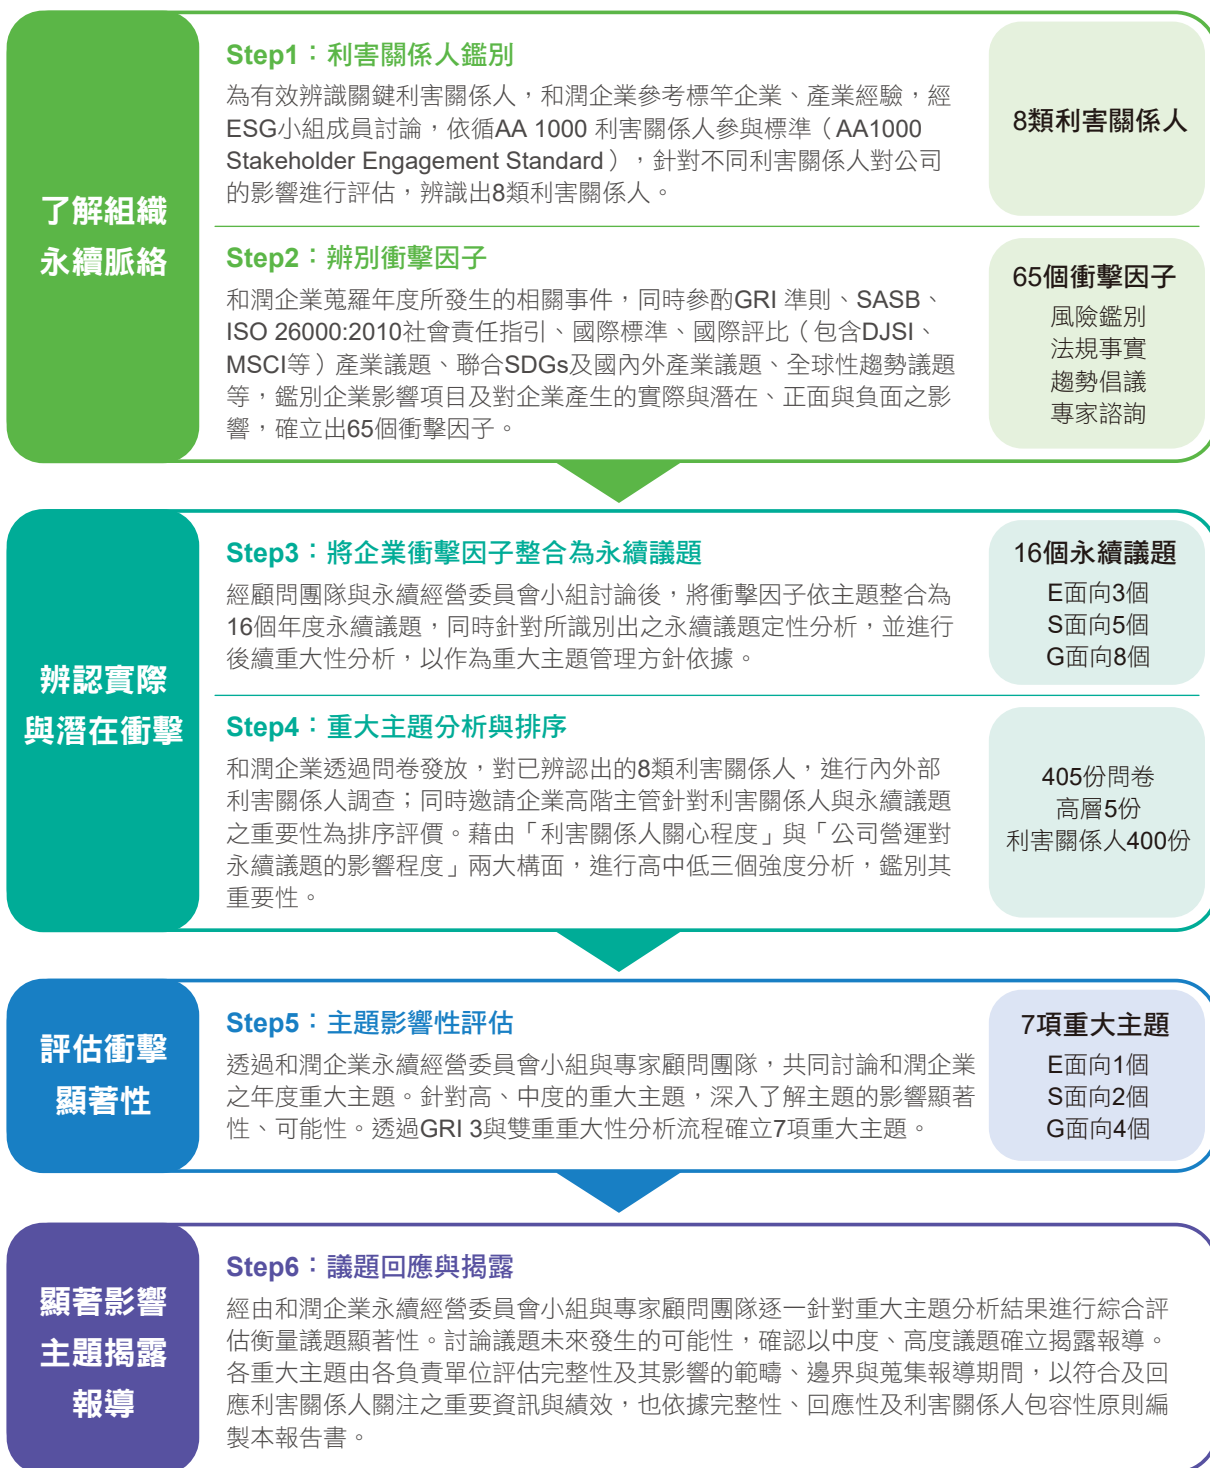 了解組織
永續脈絡
Step1：利害關係人鑑別
為有效辨識關鍵利害關係人，和潤企業參考標竿企業、產業經驗，經
ESG小組成員討論，依循AA 1000 利害關係人參與標準（AA1000
Stakeholder Engagement Standard），針對不同利害關係人對公司
的影響進行評估，辨識出8類利害關係人。
8類利害關係人
Step2：辨別衝擊因子
和潤企業蒐羅年度所發生的相關事件，同時參酌GRI 準則、SASB、
ISO 26000:2010社會責任指引、國際標準、國際評比（包含DJSI、
MSCI等）產業議題、聯合SDGs及國內外產業議題、全球性趨勢議題
等，鑑別企業影響項目及對企業產生的實際與潛在、正面與負面之影
響，確立出65個衝擊因子。
65個衝擊因子
風險鑑別
法規事實
趨勢倡議
專家諮詢
辨認實際
與潛在衝擊
Step3：將企業衝擊因子整合為永續議題
經顧問團隊與永續經營委員會小組討論後，將衝擊因子依主題整合為
16個年度永續議題，同時針對所識別出之永續議題定性分析，並進行
後續重大性分析，以作為重大主題管理方針依據。
16個永續議題
E面向3個
S面向5個
G面向8個
Step4：重大主題分析與排序
和潤企業透過問卷發放，對已辨認出的8類利害關係人，進行內外部
利害關係人調查；同時邀請企業高階主管針對利害關係人與永續議題
之重要性為排序評價。藉由「利害關係人關心程度」與「公司營運對
永續議題的影響程度」兩大構面，進行高中低三個強度分析，鑑別其
重要性。
405份問卷
高層5份
利害關係人400份
評估衝擊
顯著性
Step5：主題影響性評估
透過和潤企業永續經營委員會小組與專家顧問團隊，共同討論和潤企業
之年度重大主題。針對高、中度的重大主題，深入了解主題的影響顯著
性、可能性。透過GRI 3與雙重重大性分析流程確立7項重大主題。
7項重大主題
E面向1個
S面向2個
G面向4個
顯著影響
主題揭露
報導
Step6：議題回應與揭露
經由和潤企業永續經營委員會小組與專家顧問團隊逐一針對重大主題分析結果進行綜合評
估衡量議題顯著性。討論議題未來發生的可能性，確認以中度、高度議題確立揭露報導。
各重大主題由各負責單位評估完整性及其影響的範疇、邊界與蒐集報導期間，以符合及回
應利害關係人關注之重要資訊與績效，也依據完整性、回應性及利害關係人包容性原則編
製本報告書。